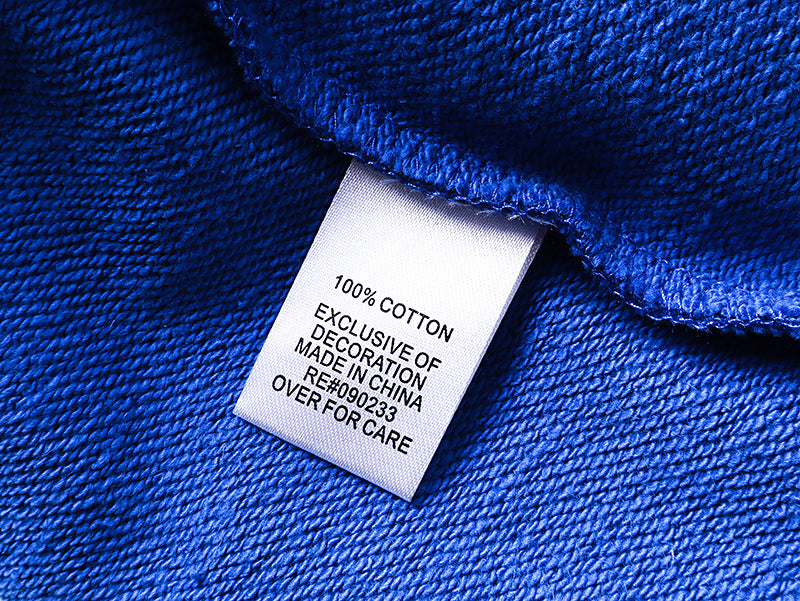 100% COTTON
EXCLUSIVE OF
DECORATION
MADE IN CHINA
RE#090233
OVER FOR CARE